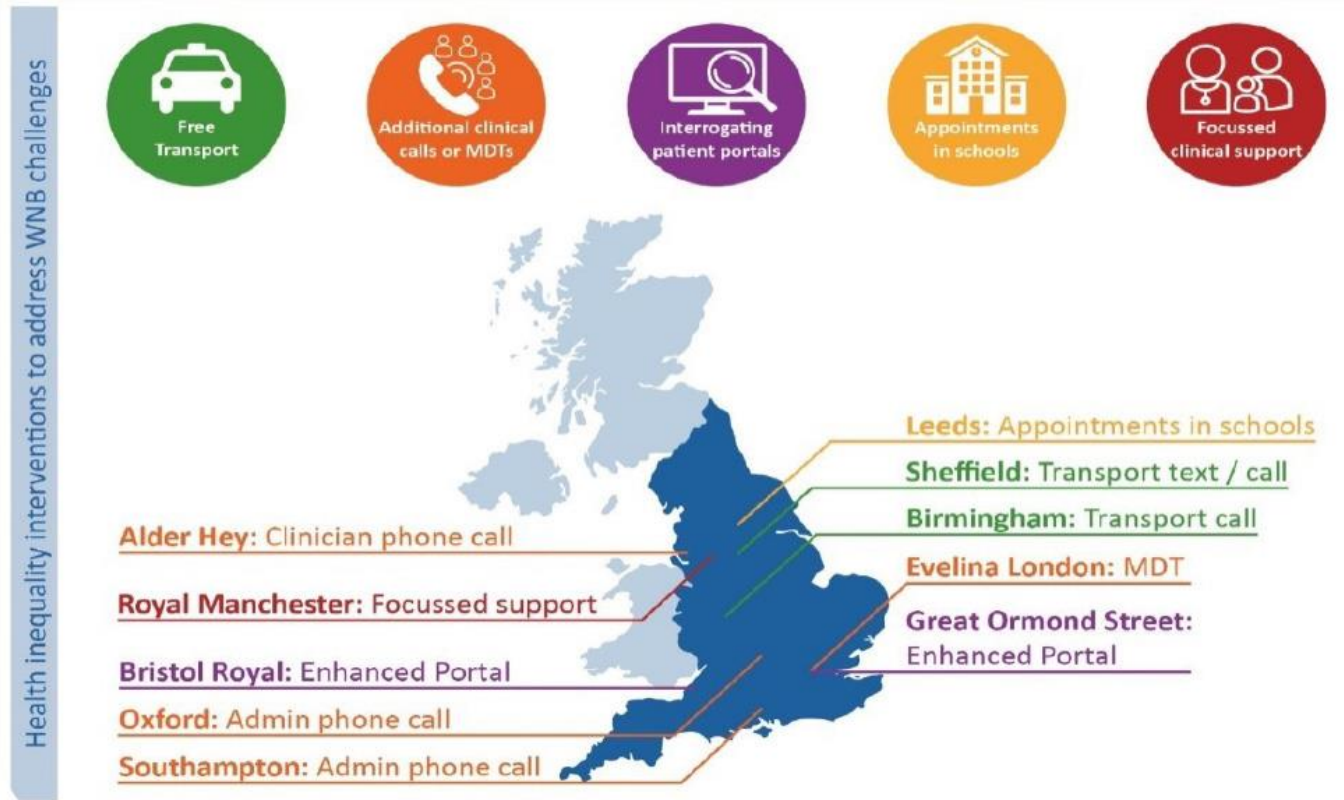 Health inequality interventions to address WNB challenges
Free
Transport
Additional clinical
calls or MDTs
Interrogating
patient portals
Appointments
in schools
Focussed
clinical support
Leeds: Appointments in schools
Sheffield: Transport text / call
Birmingham: Transport call
Evelina London: MDT
Great Ormond Street:
Enhanced Portal
Alder Hey: Clinician phone call
Royal Manchester: Focussed support
Bristol Royal: Enhanced Portal
Oxford: Admin phone call
Southampton: Admin phone call